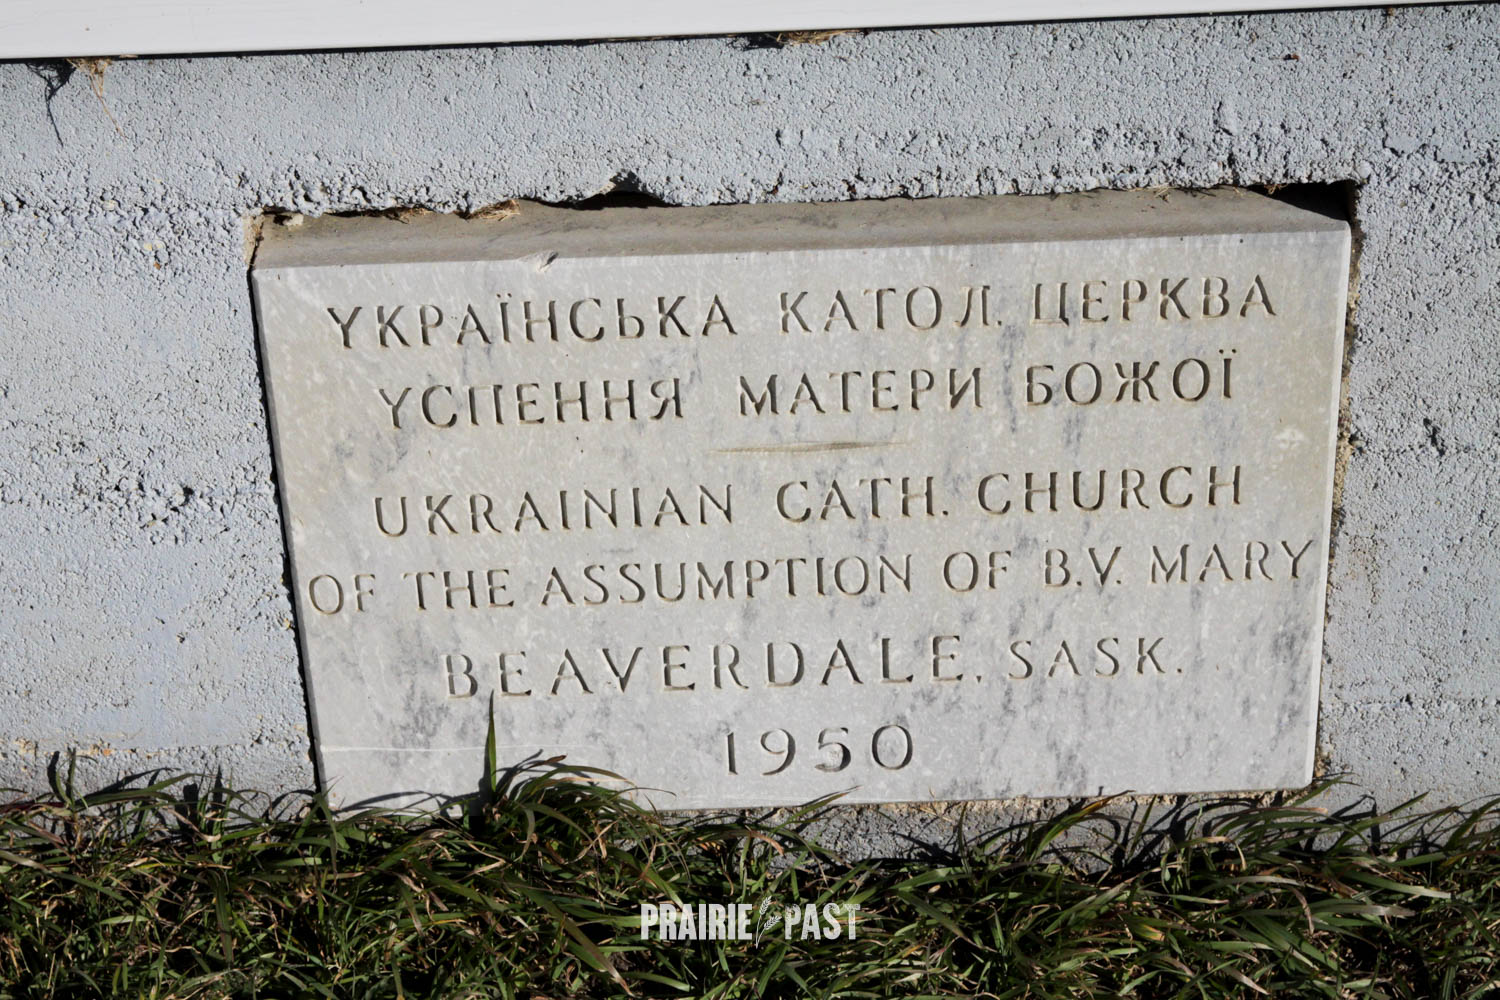 УКРАЇНСЬКА КАТОЛ. ЦЕРКВА
УСПЕННЯ МАТЕРИ БОЖОЇ
UKRAINIAN CATH. CHURCH
OF THE ASSUMPTION OF B.V. MARY
BEAVERDALE, SASK.
1950
PRAIRIE PAST